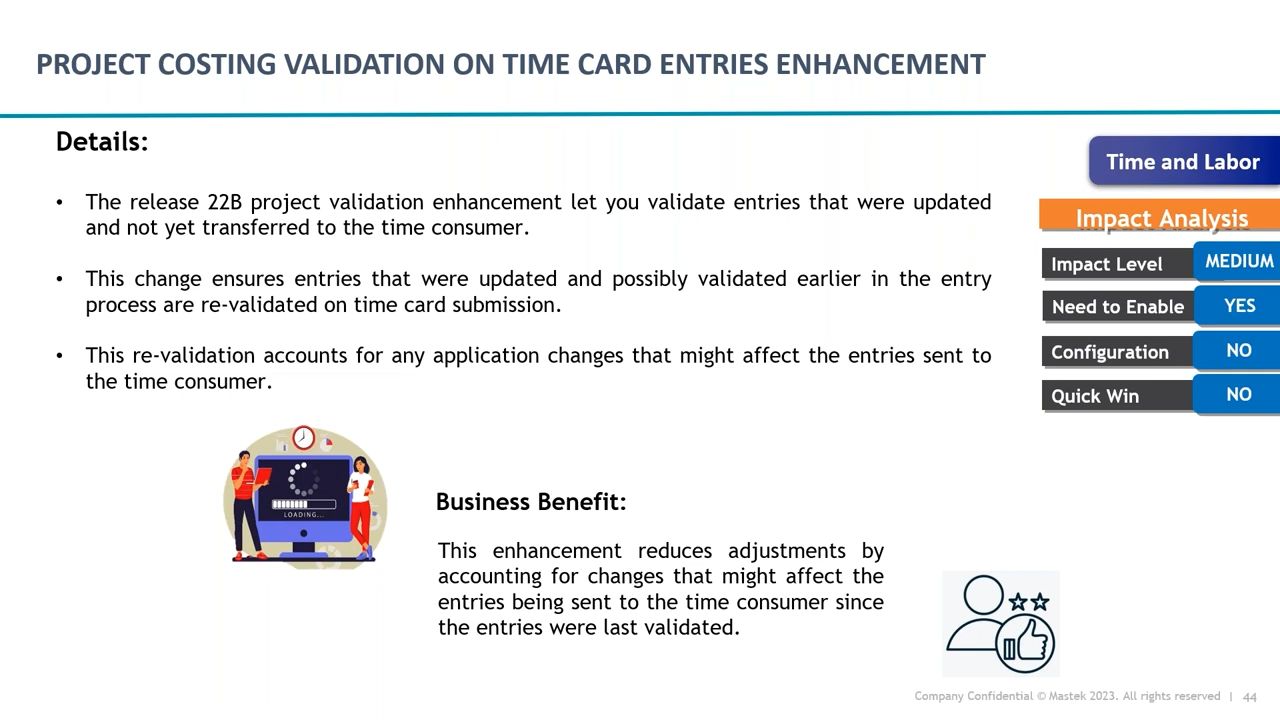 PROJECT COSTING VALIDATION ON TIME CARD ENTRIES ENHANCEMENT
Details:
• The release 22B project validation enhancement let you validate entries that were updated
and not yet transferred to the time consumer.
• This change ensures entries that were updated and possibly validated earlier in the entry
process are re-validated on time card submission.
• This re-validation accounts for any application changes that might affect the entries sent to
the time consumer.
Time and Labor
Impact Analysis
Impact Level MEDIUM
Need to Enable YES
Configuration NO
Quick Win NO
LOADING...
Business Benefit:
This enhancement reduces adjustments by
accounting for changes that might affect the
entries being sent to the time consumer since
the entries were last validated.
Company Confidential © Mastek 2023. All rights reserved | 44